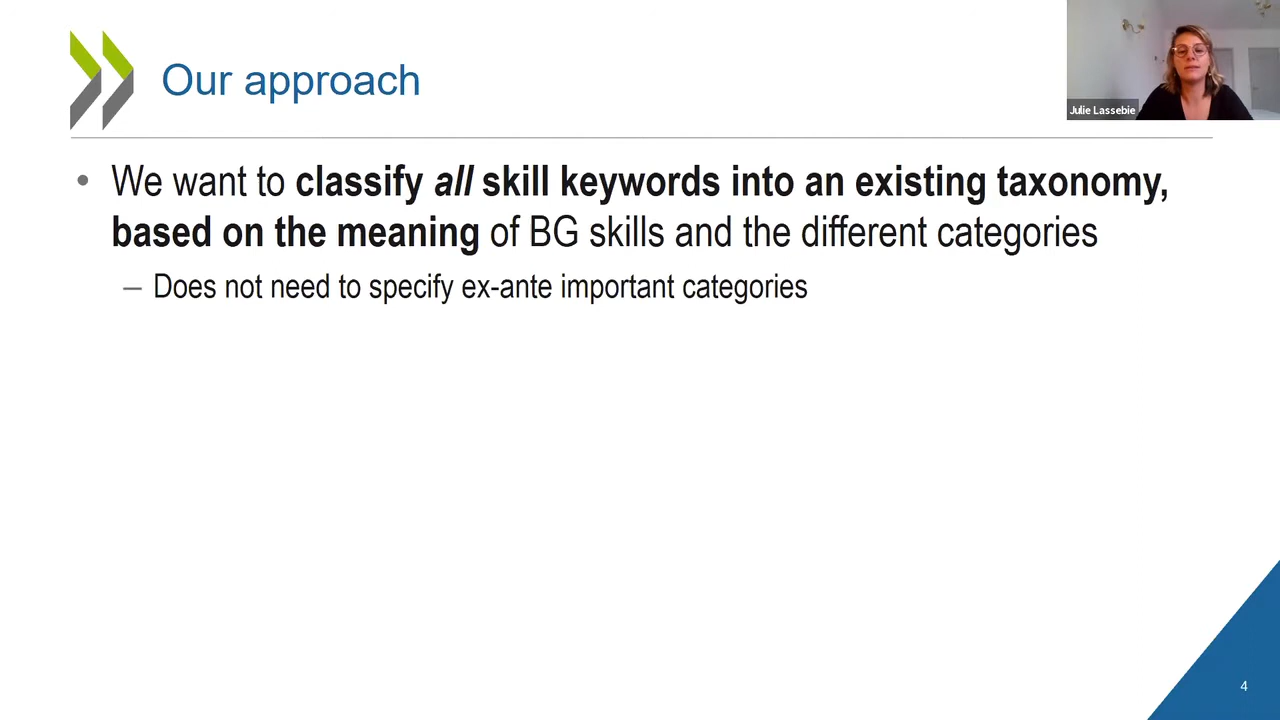 Our approach
Julie Lassebie
• We want to classify all skill keywords into an existing taxonomy,
based on the meaning of BG skills and the different categories
– Does not need to specify ex-ante important categories
4